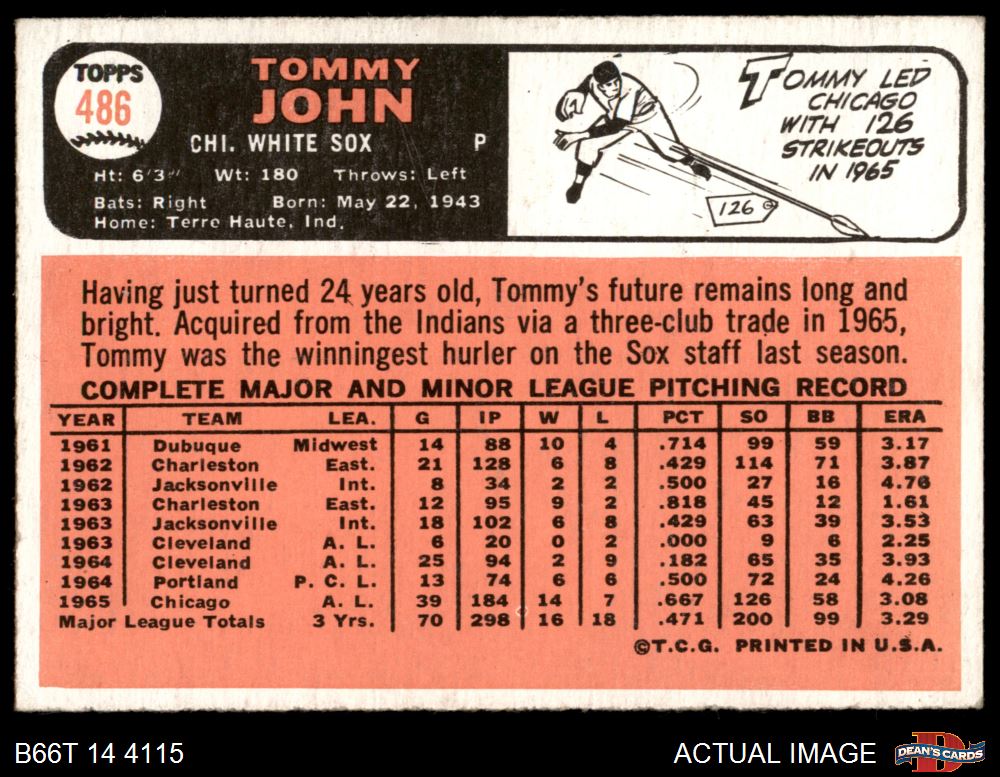 TOPPS
486
TOMMY
JOHN
CHI. WHITE SOX P
Ht: 6'3" Wt: 180 Throws: Left
Bats: Right Born: May 22, 1943
Home: Terre Haute, Ind.
TOMMY LED
CHICAGO
WITH 126
STRIKEOUTS
IN 1965
126
Having just turned 24 years old, Tommy's future remains long and
bright. Acquired from the Indians via a three-club trade in 1965,
Tommy was the winningest hurler on the Sox staff last season.
COMPLETE MAJOR AND MINOR LEAGUE PITCHING RECORD
YEAR TEAM LEA. G IP W L PCT SO BB ERA
1961 Dubuque Midwest 14 88 10 4 .714 99 59 3.17
1962 Charleston East. 21 128 6 8 .429 114 71 3.87
1962 Jacksonville Int. 8 34 2 2 .500 27 16 4.76
1963 Charleston East. 12 95 9 2 .818 45 12 1.61
1963 Jacksonville Int. 18 102 6 8 .429 63 39 3.53
1963 Cleveland A. L. 6 20 0 2 .000 9 6 2.25
1964 Cleveland A. L. 25 94 2 9 .182 65 35 3.93
1964 Portland P. C. L. 13 74 6 6 .500 72 24 4.26
1965 Chicago A. L. 39 184 14 7 .667 126 58 3.08
Major League Totals 3 Yrs. 70 298 16 18 .471 200 99 3.29
©T.C.G. PRINTED IN U.S.A.
B66T 14 4115
ACTUAL IMAGE
D
DEAN'S CARDS